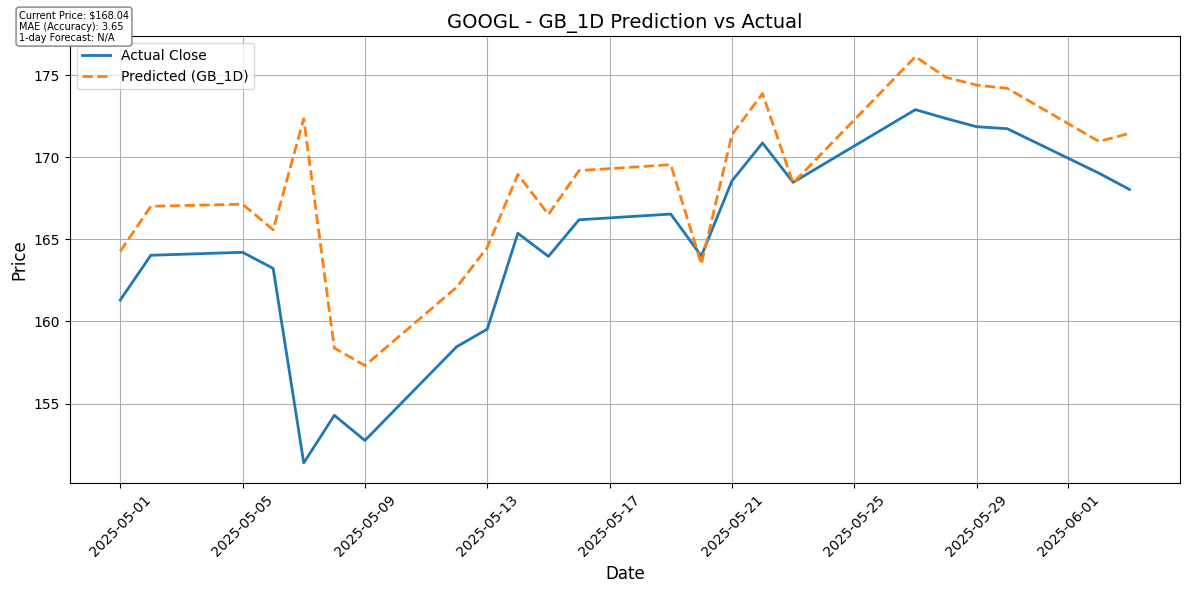 GOOGL - GB_1D Prediction vs Actual
Current Price: $168.04
MAE (Accuracy): 3.65
1-day Forecast: N/A
Actual Close
Predicted (GB_1D)
Price
175
170
165
160
155
2025-05-01
2025-05-05
2025-05-09
2025-05-13
2025-05-17
2025-05-21
2025-05-25
2025-05-29
2025-06-01
Date